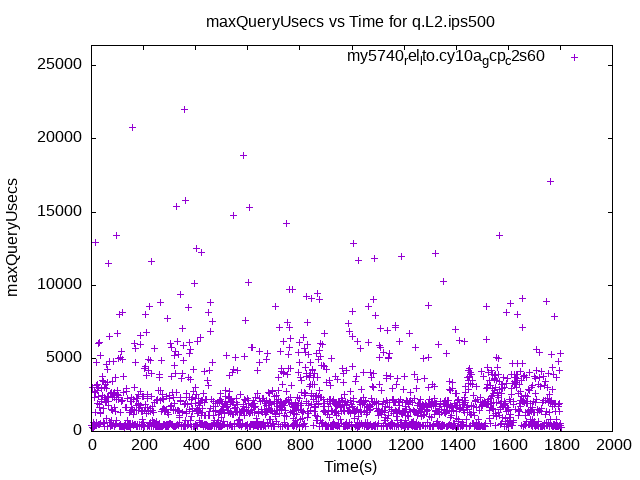 maxQueryUsecs vs Time for q.L2.ips500
my5740relto.cy10agcpc2s60
25000
20000
15000
10000
5000
0
maxQueryUsecs
0 200 400 600 800 1000 1200 1400 1600 1800 2000
Time(s)